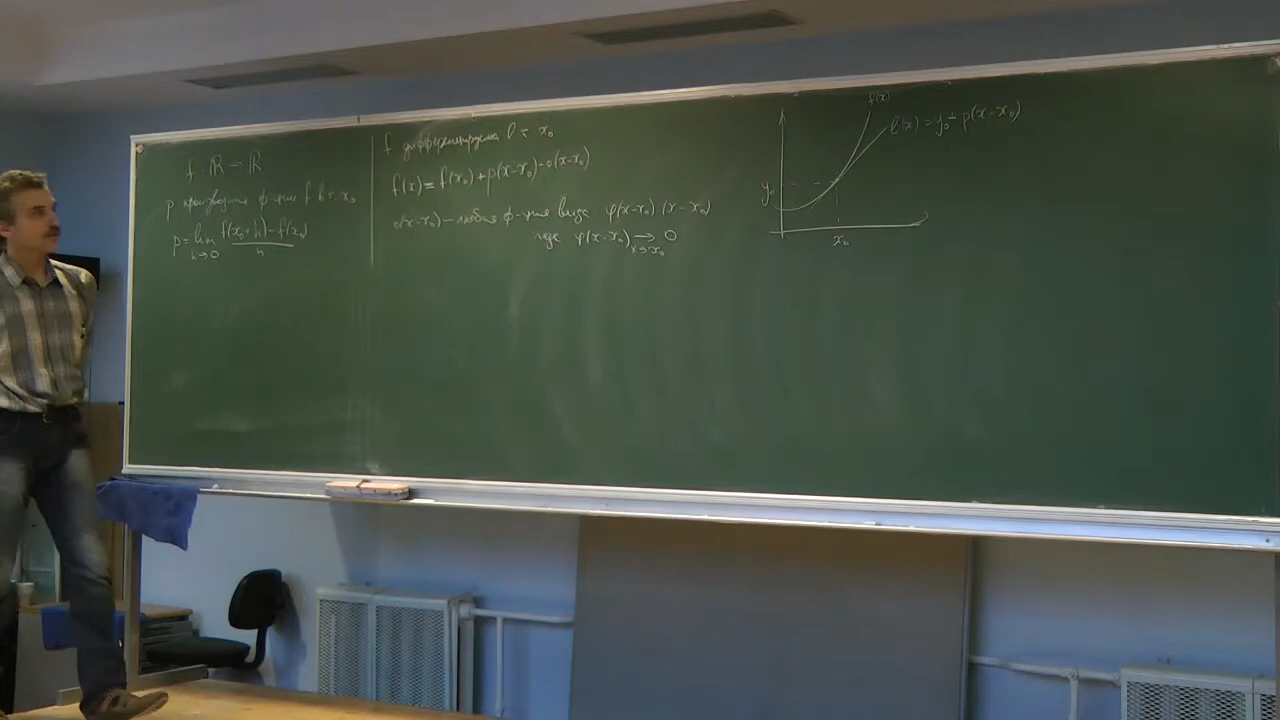 f: ℝ → ℝ
p производная ф-ции f в т. x₀
p = lim_{h→0} (f(x₀+h) - f(x₀))/h
f дифференцируема в т. x₀
f(x) = f(x₀) + p(x-x₀) + o(x-x₀)
o(x-x₀) – любая ф-ция вида φ(x-x₀)(x-x₀)
где φ(x-x₀) →_{x→x₀} 0
f(x)
ℓ(x) = y₀ + p(x-x₀)
y₀
x₀